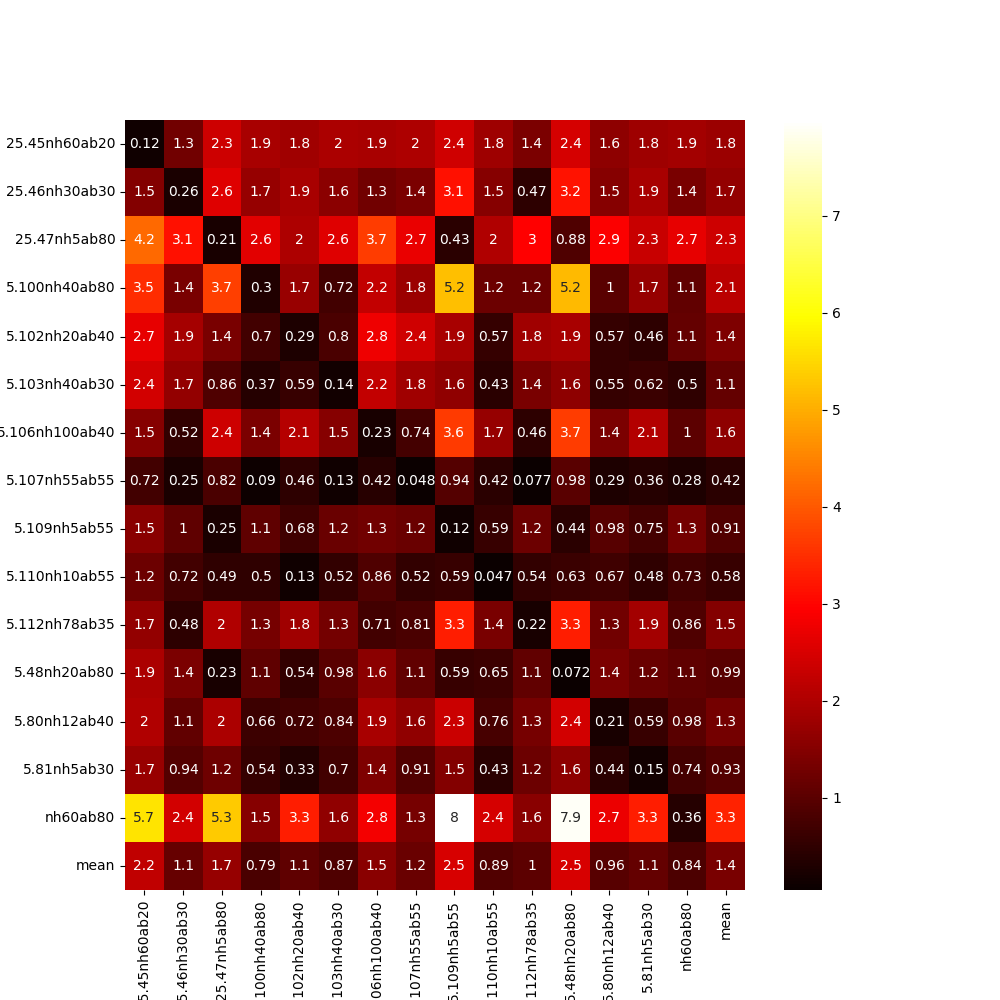 25.45nh60ab20 0.12 1.3 2.3 1.9 1.8 2 1.9 2 2.4 1.8 1.4 2.4 1.6 1.8 1.9 1.8
25.46nh30ab30 1.5 0.26 2.6 1.7 1.9 1.6 1.3 1.4 3.1 1.5 0.47 3.2 1.5 1.9 1.4 1.7
25.47nh5ab80 4.2 3.1 0.21 2.6 2 2.6 3.7 2.7 0.43 2 3 0.88 2.9 2.3 2.7 2.3
5.100nh40ab80 3.5 1.4 3.7 0.3 1.7 0.72 2.2 1.8 5.2 1.2 1.2 5.2 1 1.7 1.1 2.1
5.102nh20ab40 2.7 1.9 1.4 0.7 0.29 0.8 2.8 2.4 1.9 0.57 1.8 1.9 0.57 0.46 1.1 1.4
5.103nh40ab30 2.4 1.7 0.86 0.37 0.59 0.14 2.2 1.8 1.6 0.43 1.4 1.6 0.55 0.62 0.5 1.1
5.106nh100ab40 1.5 0.52 2.4 1.4 2.1 1.5 0.23 0.74 3.6 1.7 0.46 3.7 1.4 2.1 1 1.6
5.107nh55ab55 0.72 0.25 0.82 0.09 0.46 0.13 0.42 0.048 0.94 0.42 0.077 0.98 0.29 0.36 0.28 0.42
5.109nh5ab55 1.5 1 0.25 1.1 0.68 1.2 1.3 1.2 0.12 0.59 1.2 0.44 0.98 0.75 1.3 0.91
5.110nh10ab55 1.2 0.72 0.49 0.5 0.13 0.52 0.86 0.52 0.59 0.047 0.54 0.63 0.67 0.48 0.73 0.58
5.112nh78ab35 1.7 0.48 2 1.3 1.8 1.3 0.71 0.81 3.3 1.4 0.22 3.3 1.3 1.9 0.86 1.5
5.48nh20ab80 1.9 1.4 0.23 1.1 0.54 0.98 1.6 1.1 0.59 0.65 1.1 0.072 1.4 1.2 1.1 0.99
5.80nh12ab40 2 1.1 2 0.66 0.72 0.84 1.9 1.6 2.3 0.76 1.3 2.4 0.21 0.59 0.98 1.3
5.81nh5ab30 1.7 0.94 1.2 0.54 0.33 0.7 1.4 0.91 1.5 0.43 1.2 1.6 0.44 0.15 0.74 0.93
nh60ab80 5.7 2.4 5.3 1.5 3.3 1.6 2.8 1.3 8 2.4 1.6 7.9 2.7 3.3 0.36 3.3
mean 2.2 1.1 1.7 0.79 1.1 0.87 1.5 1.2 2.5 0.89 1 2.5 0.96 1.1 0.84 1.4
5.45nh60ab20
5.46nh30ab30
25.47nh5ab80
100nh40ab80
102nh20ab40
103nh40ab30
06nh100ab40
107nh55ab55
5.109nh5ab55
110nh10ab55
112nh78ab35
5.48nh20ab80
5.80nh12ab40
5.81nh5ab30
nh60ab80
mean
7
6
5
4
3
2
1